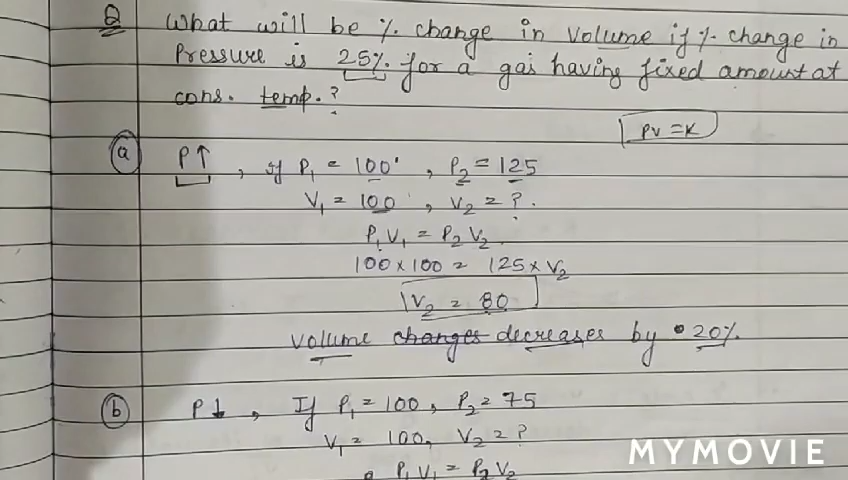 Q What will be %. change in Volume if %. change in
Pressure is 25%. for a gas having fixed amount at
cons. temp.?
PV = K
(a) P↑, if P₁ = 100, P₂ = 125
V₁ = 100, V₂ = ?.
P₁V₁ = P₂V₂
100 × 100 = 125 × V₂
V₂ = 80
Volume changes decreases by 20%.
(b) P↓, If P₁ = 100, P₂ = 75
V₁ = 100, V₂ = ?
P₁V₁ = P₂V₂
MYMOVIE